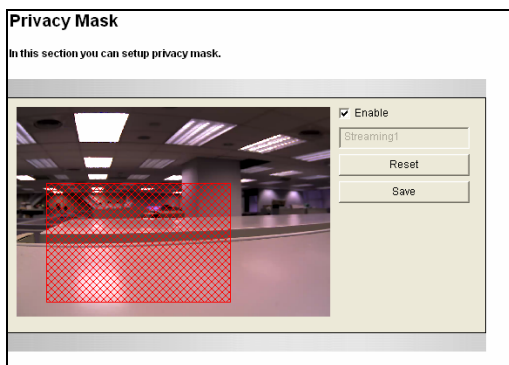 Privacy Mask
In this section you can setup privacy mask.
Enable
Streaming1
Reset
Save